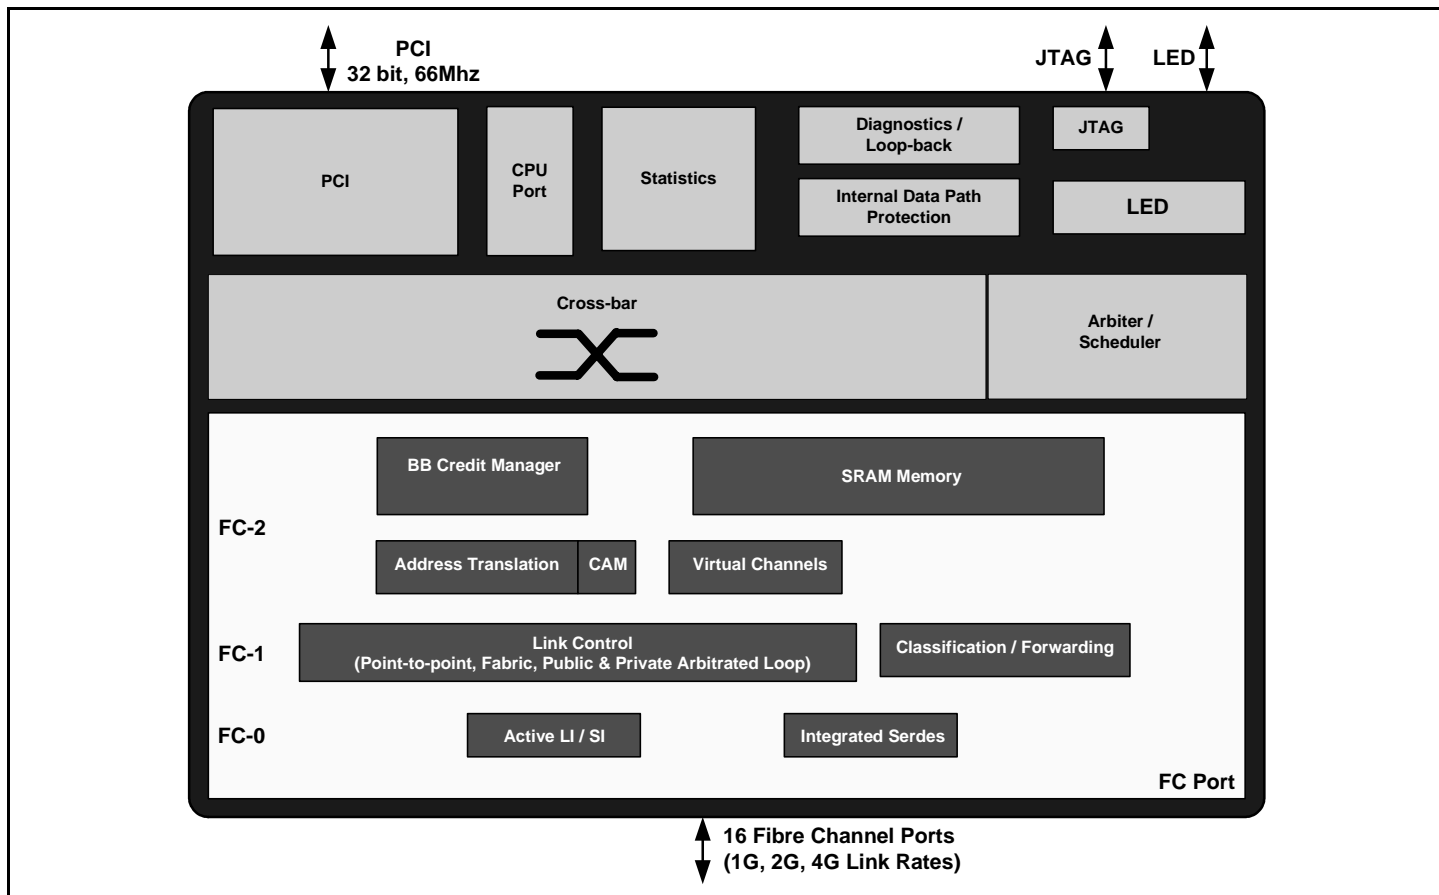 PCI
32 bit, 66Mhz
JTAG
LED
PCI
CPU
Port
Statistics
Diagnostics /
Loop-back
Internal Data Path
Protection
JTAG
LED
Cross-bar
Arbiter /
Scheduler
BB Credit Manager
SRAM Memory
FC-2
Address Translation
CAM
Virtual Channels
FC-1
Link Control
(Point-to-point, Fabric, Public & Private Arbitrated Loop)
Classification / Forwarding
FC-0
Active LI / SI
Integrated Serdes
FC Port
16 Fibre Channel Ports
(1G, 2G, 4G Link Rates)